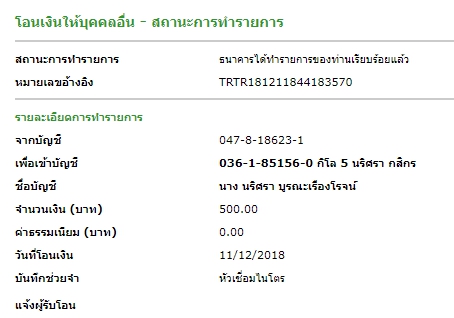 โอนเงินให้บุคคลอื่น - สถานะการทำรายการ
สถานะการทำรายการ ธนาคารได้ทำรายการของท่านเรียบร้อยแล้ว
หมายเลขอ้างอิง TRTR181211844183570
รายละเอียดการทำรายการ
จากบัญชี 047-8-18623-1
เพื่อเข้าบัญชี 036-1-85156-0 กิโล 5 นริศรา กสิกร
ชื่อบัญชี นาง นริศรา บูรณะเรืองโรจน์
จำนวนเงิน (บาท) 500.00
ค่าธรรมเนียม (บาท) 0.00
วันที่โอนเงิน 11/12/2018
บันทึกช่วยจำ หัวเชื่อมไนโตร
แจ้งผู้รับโอน